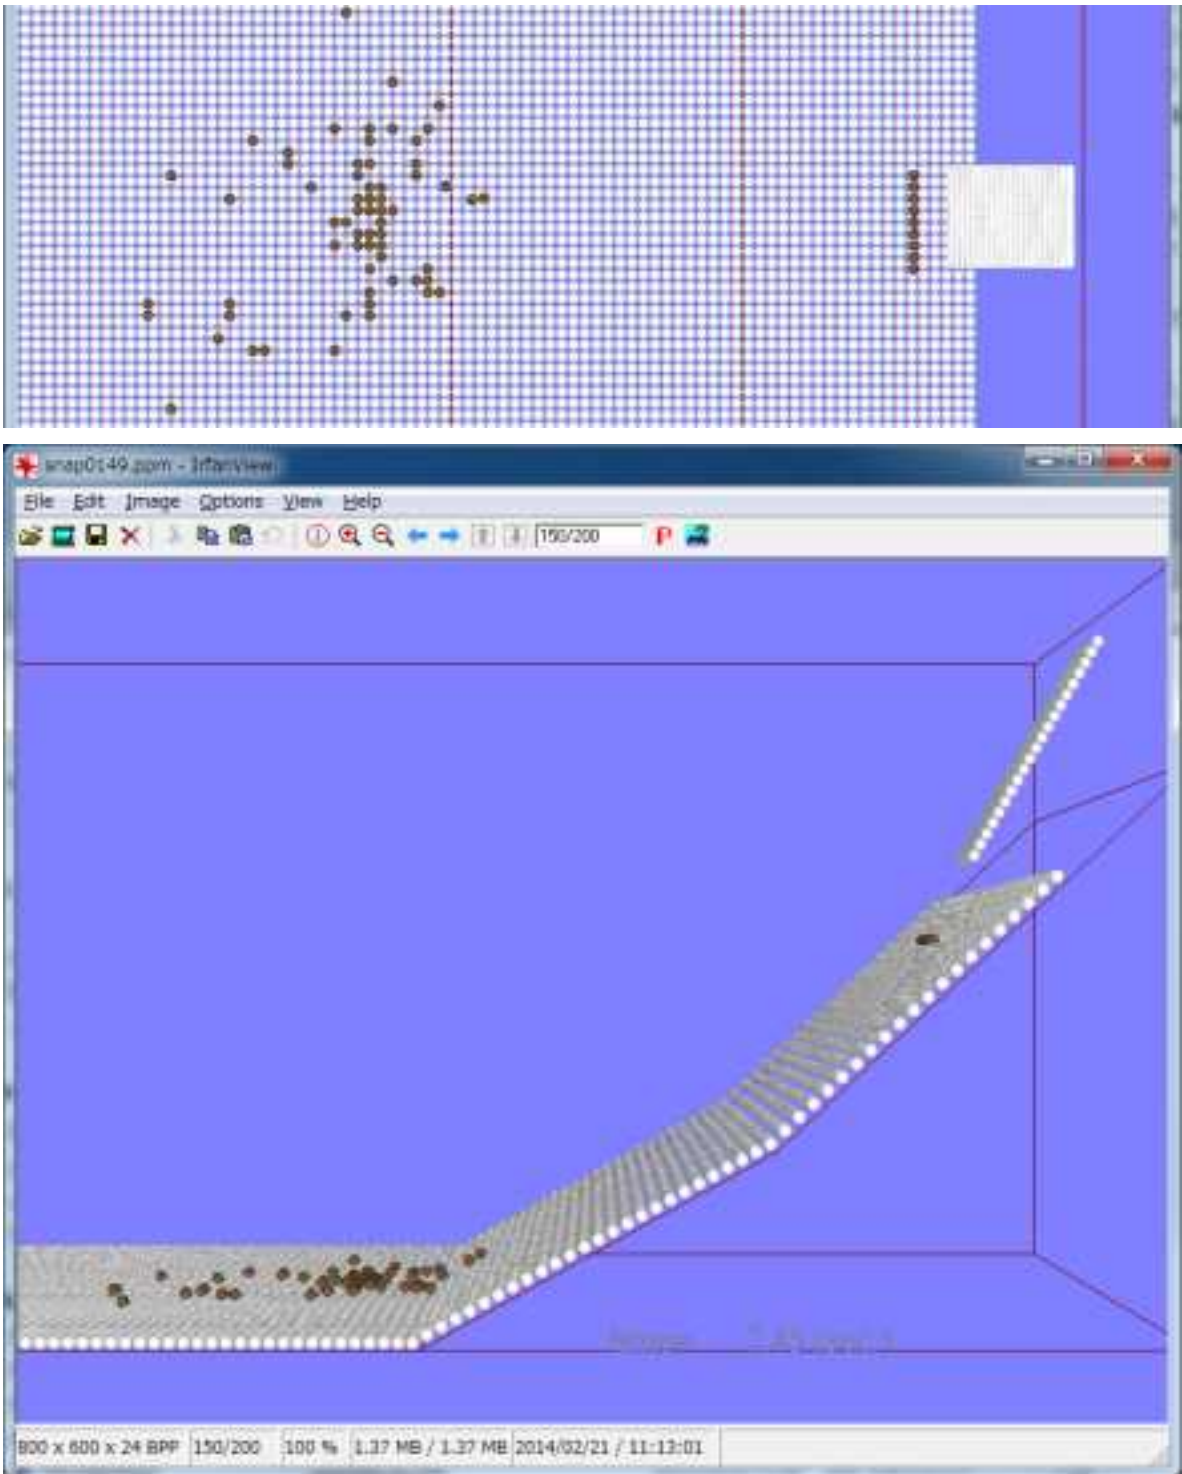 snap0149.ppm - IrfanView
File Edit Image Options View Help
150/200
800 x 600 x 24 BPP 150/200 100 % 1.37 MB / 1.37 MB 2014/02/21 / 11:13:01